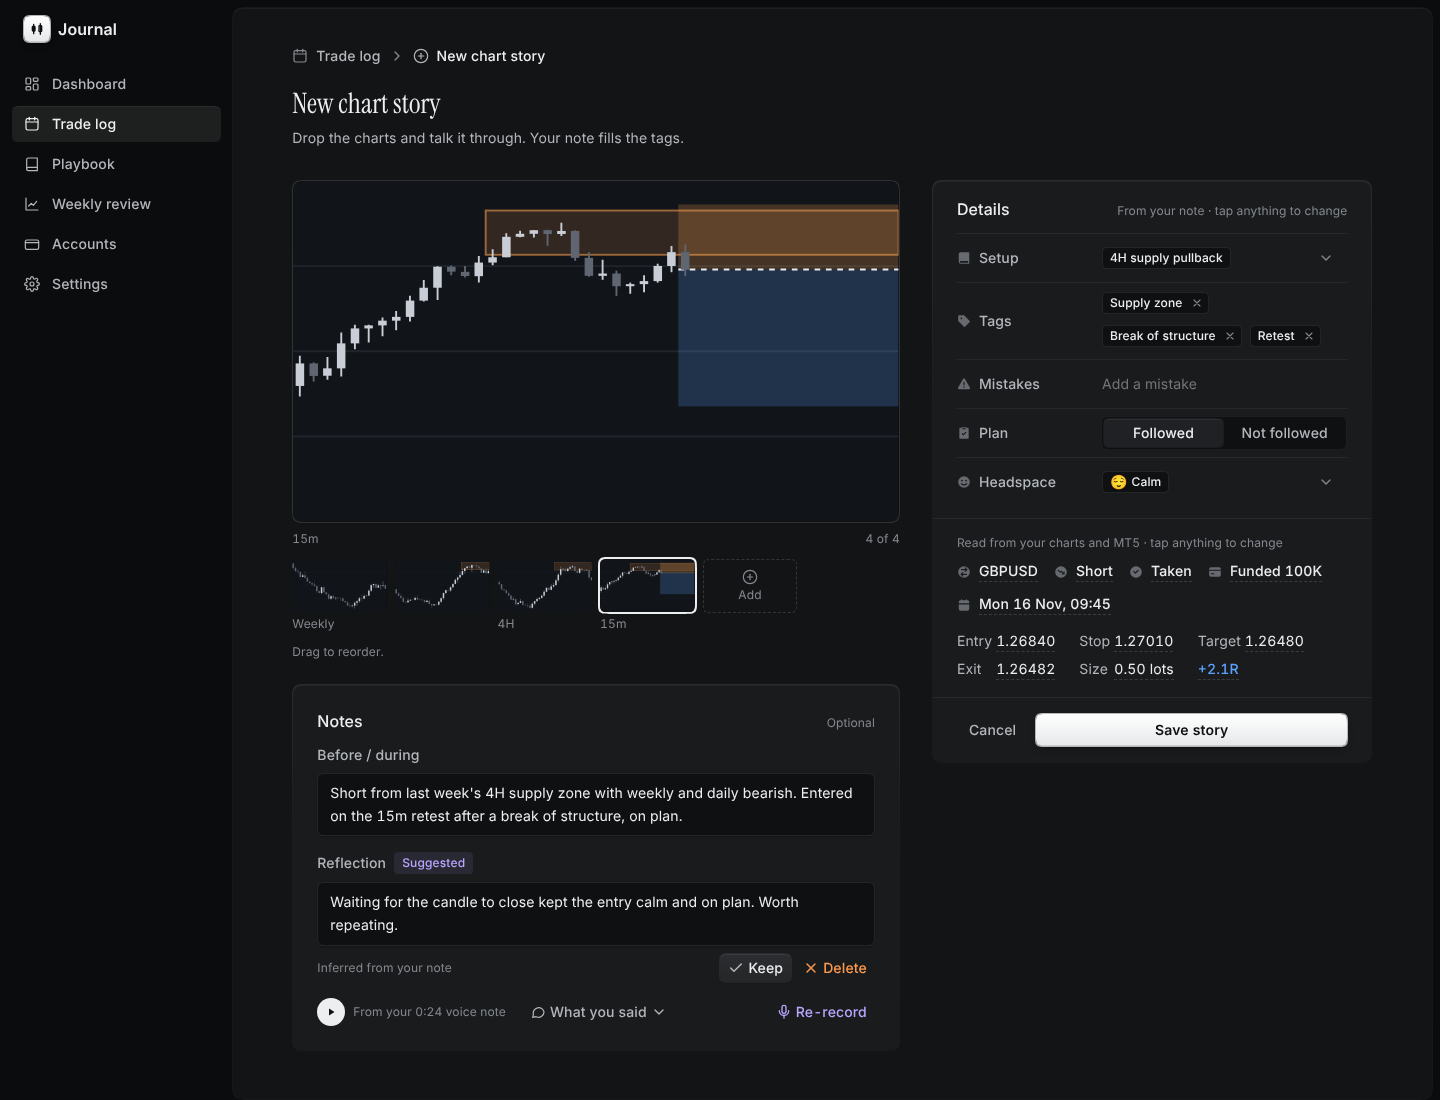 Journal
Dashboard
Trade log
Playbook
Weekly review
Accounts
Settings
Trade log
New chart story
New chart story
Drop the charts and talk it through. Your note fills the tags.
15m
4 of 4
Add
Weekly
4H
15m
Drag to reorder.
Notes
Optional
Before / during
Short from last week's 4H supply zone with weekly and daily bearish. Entered
on the 15m retest after a break of structure, on plan.
Reflection
Suggested
Waiting for the candle to close kept the entry calm and on plan. Worth
repeating.
Inferred from your note
Keep
Delete
From your 0:24 voice note
What you said
Re-record
Details
From your note · tap anything to change
Setup
4H supply pullback
Tags
Supply zone
Break of structure
Retest
Mistakes
Add a mistake
Plan
Followed
Not followed
Headspace
😌 Calm
Read from your charts and MT5 · tap anything to change
GBPUSD
Short
Taken
Funded 100K
Mon 16 Nov, 09:45
Entry 1.26840
Stop 1.27010
Target 1.26480
Exit 1.26482
Size 0.50 lots
+2.1R
Cancel
Save story